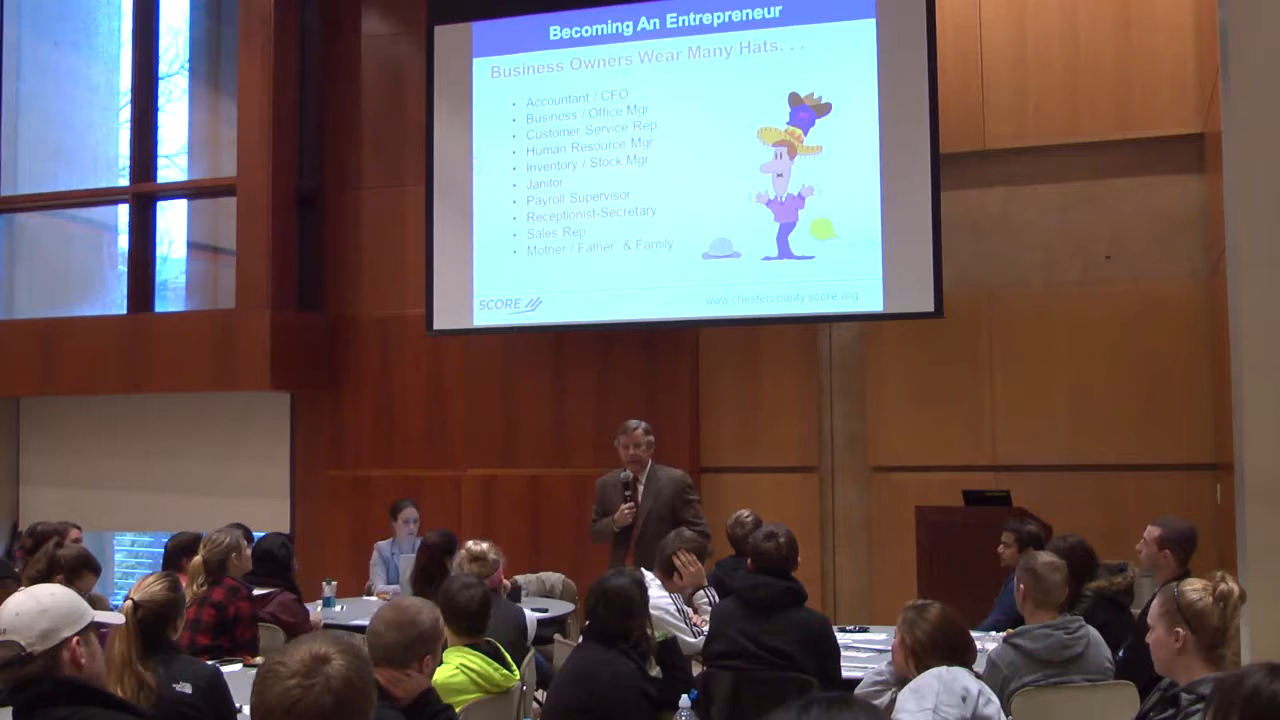 Becoming An Entrepreneur
Business Owners Wear Many Hats. . .
• Accountant / CFO
• Business / Office Mgr
• Customer Service Rep
• Human Resource Mgr
• Inventory / Stock Mgr
• Janitor
• Payroll Supervisor
• Receptionist-Secretary
• Sales Rep
• Mother / Father & Family
SCORE
www.chestercounty.score.org